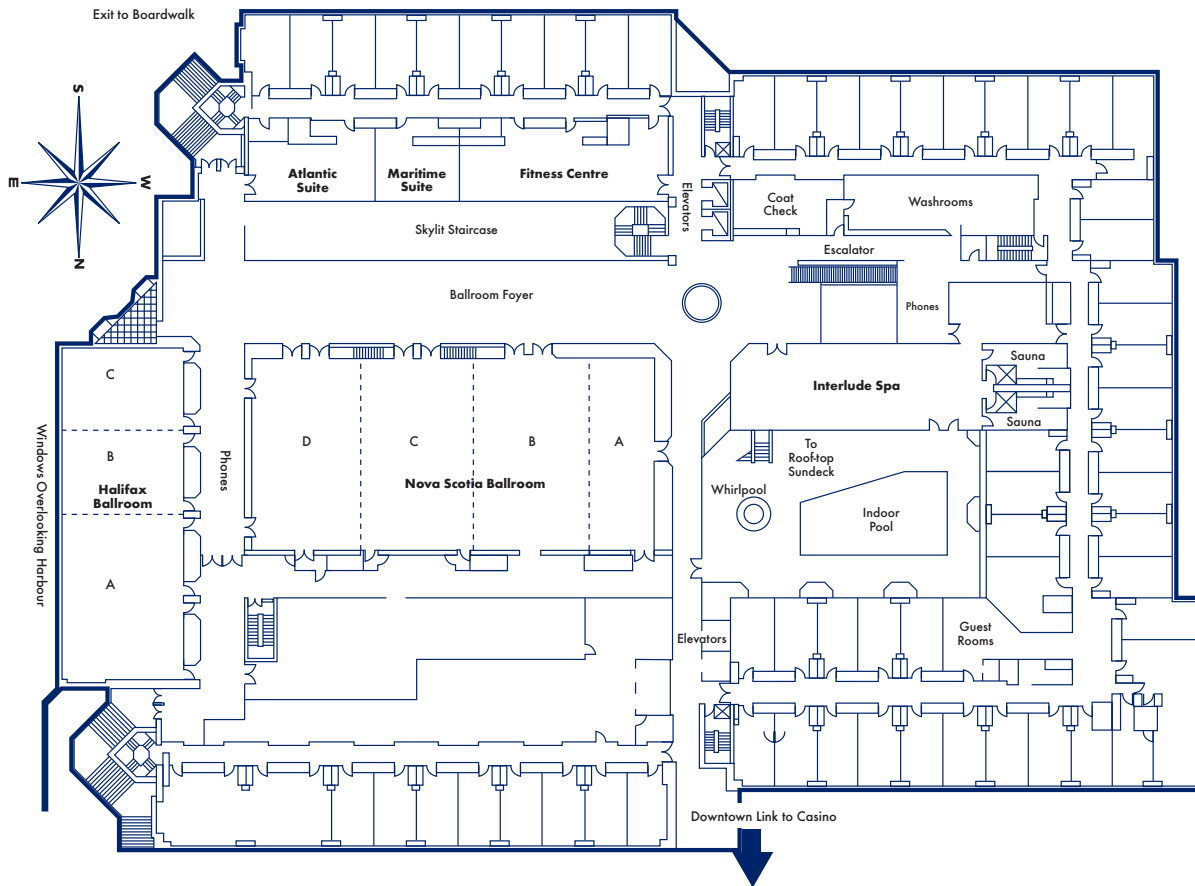 Exit to Boardwalk
S
E
W
N
Atlantic
Suite
Maritime
Suite
Fitness Centre
Elevators
Coat
Check
Washrooms
Skylit Staircase
Escalator
Ballroom Foyer
Phones
Interlude Spa
Sauna
Sauna
C
B
Halifax
Ballroom
A
Windows Overlooking Harbour
Phones
D
C
B
A
Nova Scotia Ballroom
To
Roof-top
Sundeck
Whirlpool
Indoor
Pool
Elevators
Guest
Rooms
Downtown Link to Casino